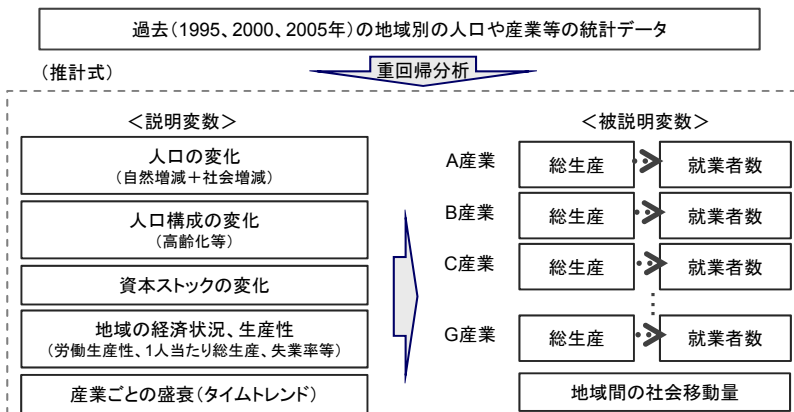 過去(1995、2000、2005年)の地域別の人口や産業等の統計データ
(推計式)
重回帰分析
＜説明変数＞
人口の変化
(自然増減＋社会増減)
人口構成の変化
(高齢化等)
資本ストックの変化
地域の経済状況、生産性
(労働生産性、1人当たり総生産、失業率等)
産業ごとの盛衰(タイムトレンド)
＜被説明変数＞
A産業 総生産 就業者数
B産業 総生産 就業者数
C産業 総生産 就業者数
G産業 総生産 就業者数
地域間の社会移動量